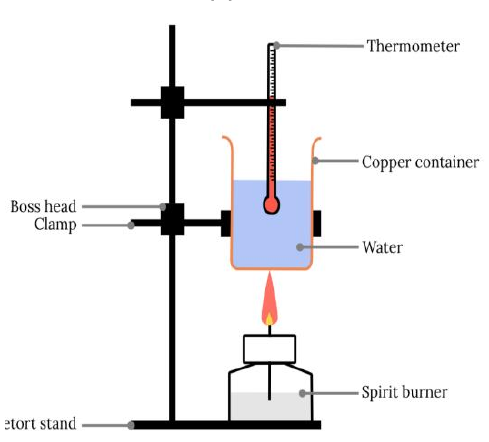 Thermometer
Copper container
Boss head
Clamp
Water
Spirit burner
etort stand